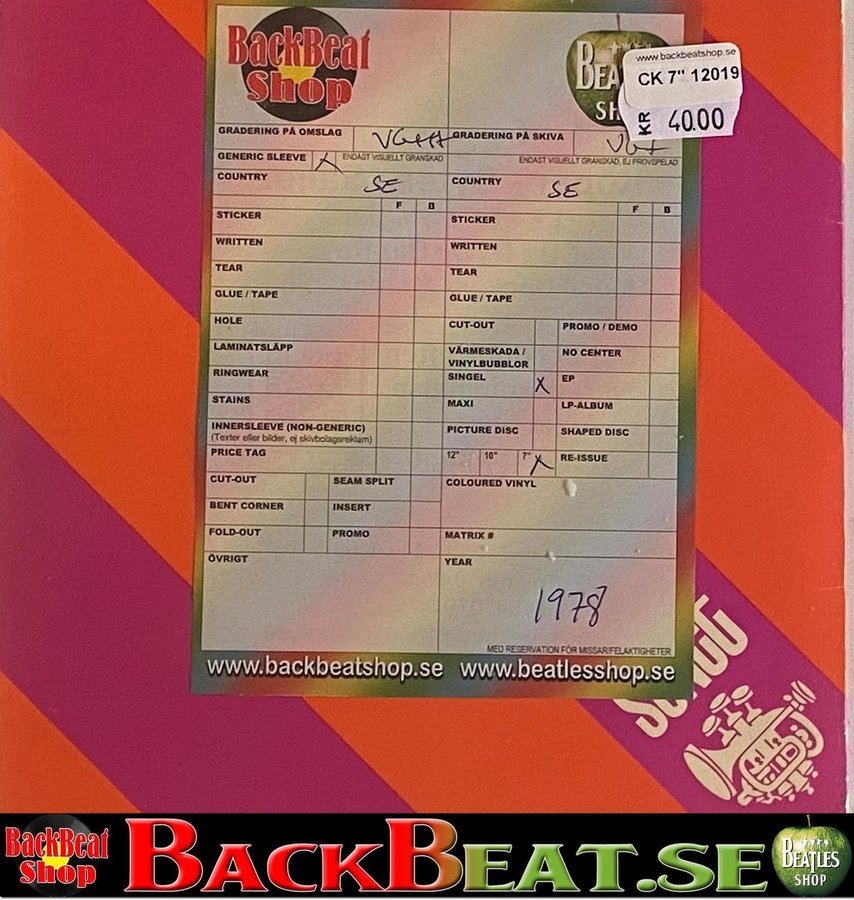 BackBeat
Shop
BEA
SH
www.backbeatshop.se
CK 7" 12019
KR 40.00
GRADERING PÅ OMSLAG VG++
GRADERING PÅ SKIVA VG+
GENERIC SLEEVE X ENDAST VISUELLT GRANSKAD
ENDAST VISUELLT GRANSKAD, EJ PROVSPELAD
COUNTRY SE
COUNTRY SE
F B
F B
STICKER
STICKER
WRITTEN
WRITTEN
TEAR
TEAR
GLUE / TAPE
GLUE / TAPE
HOLE
CUT-OUT PROMO / DEMO
LAMINATSLÄPP
VÄRMESKADA / NO CENTER
VINYLBUBBLOR
RINGWEAR
SINGEL X EP
STAINS
MAXI LP-ALBUM
INNERSLEEVE (NON-GENERIC)
(Texter eller bilder, ej skivbolagsreklam)
PICTURE DISC SHAPED DISC
PRICE TAG
12" 10" 7" X RE-ISSUE
CUT-OUT SEAM SPLIT
COLOURED VINYL
BENT CORNER INSERT
FOLD-OUT PROMO
MATRIX #
ÖVRIGT
YEAR
1978
MED RESERVATION FÖR MISSAR/FELAKTIGHETER
www.backbeatshop.se www.beatlesshop.se
BackBeat
Shop
BACKBEAT.SE
BEATLES
SHOP